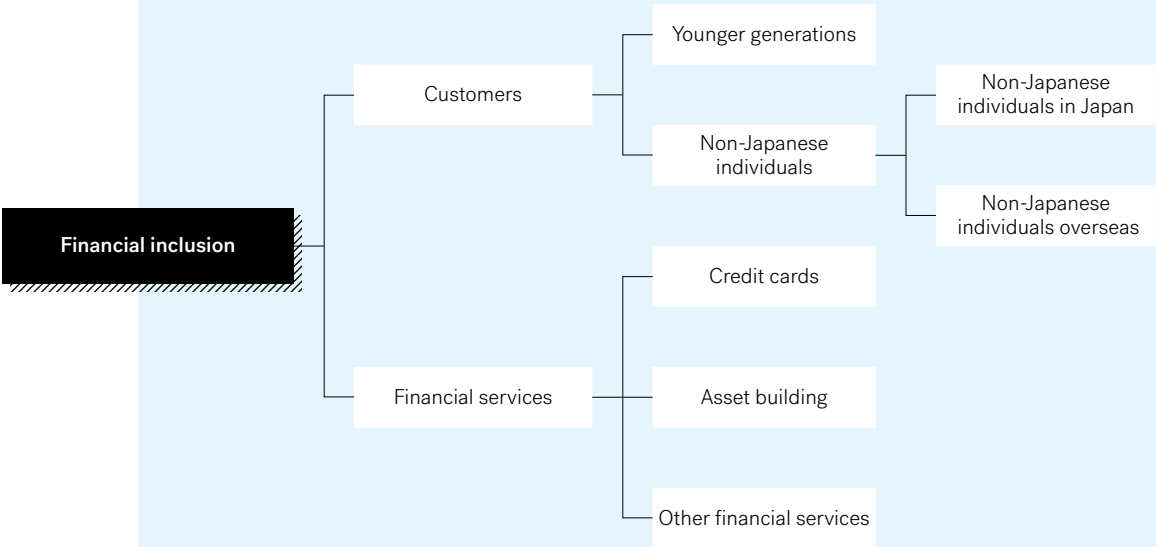 Younger generations
Customers
Non-Japanese
individuals
Non-Japanese
individuals in Japan
Non-Japanese
individuals overseas
Financial inclusion
Credit cards
Financial services
Asset building
Other financial services